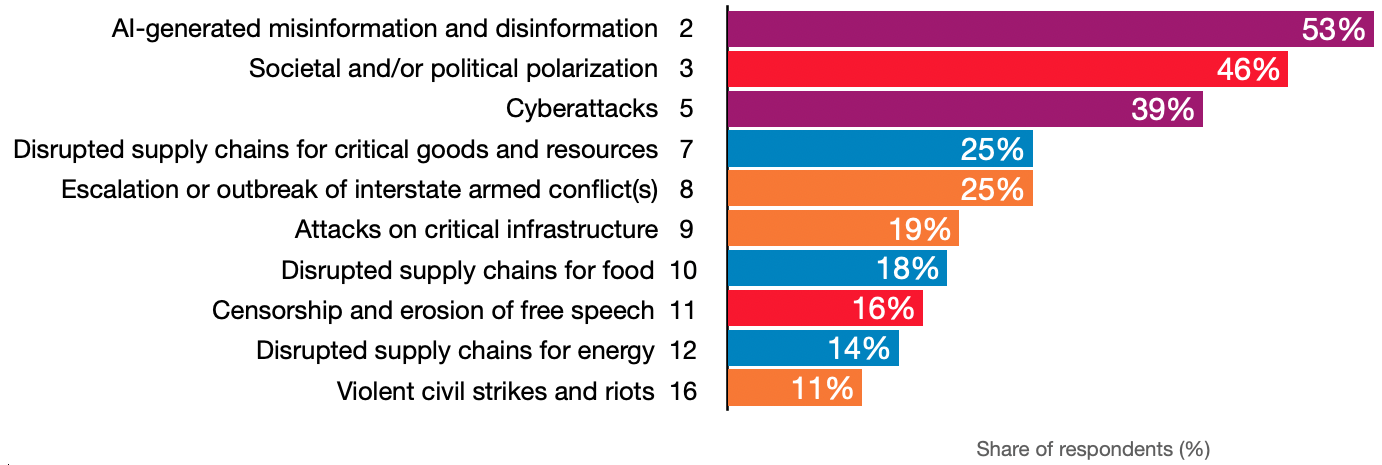 AI-generated misinformation and disinformation 2 53%
Societal and/or political polarization 3 46%
Cyberattacks 5 39%
Disrupted supply chains for critical goods and resources 7 25%
Escalation or outbreak of interstate armed conflict(s) 8 25%
Attacks on critical infrastructure 9 19%
Disrupted supply chains for food 10 18%
Censorship and erosion of free speech 11 16%
Disrupted supply chains for energy 12 14%
Violent civil strikes and riots 16 11%
Share of respondents (%)